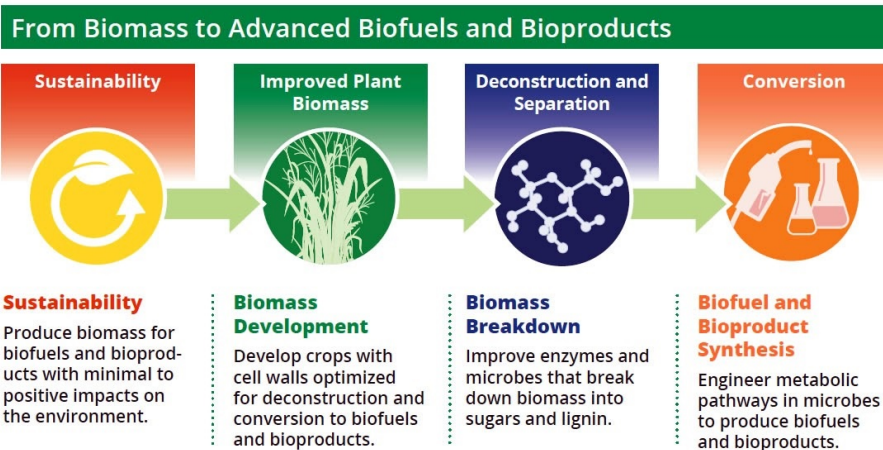 From Biomass to Advanced Biofuels and Bioproducts
Sustainability
Improved Plant
Biomass
Deconstruction and
Separation
Conversion
Sustainability
Produce biomass for
biofuels and bioprod-
ucts with minimal to
positive impacts on
the environment.
Biomass
Development
Develop crops with
cell walls optimized
for deconstruction and
conversion to biofuels
and bioproducts.
Biomass
Breakdown
Improve enzymes and
microbes that break
down biomass into
sugars and lignin.
Biofuel and
Bioproduct
Synthesis
Engineer metabolic
pathways in microbes
to produce biofuels
and bioproducts.